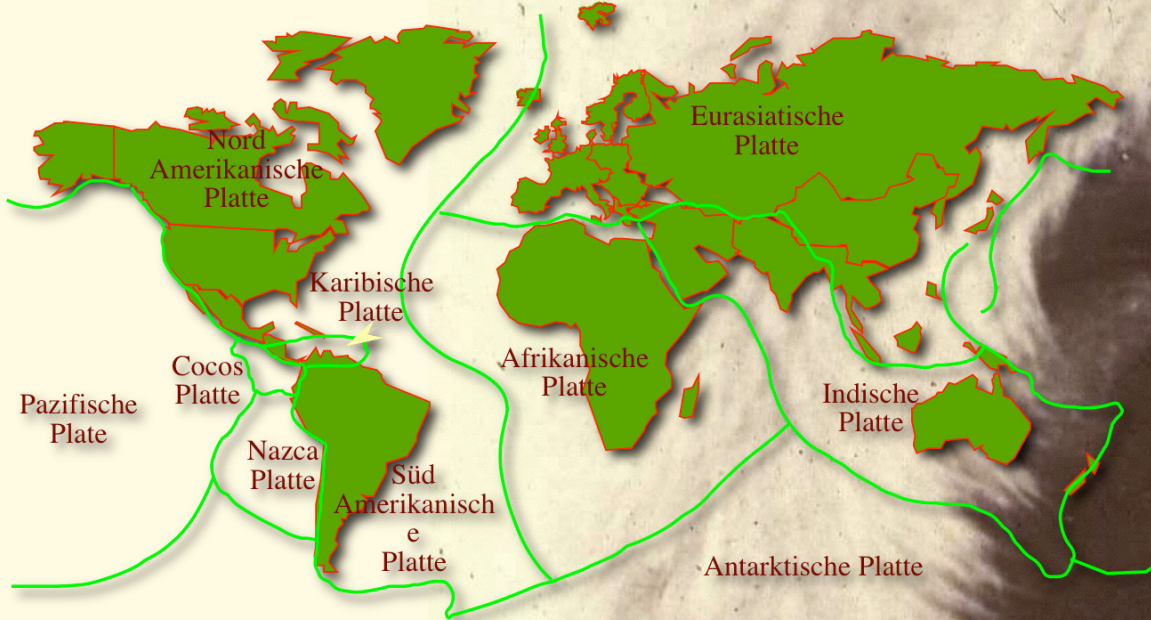 Nord
Amerikanische
Platte
Eurasiatische
Platte
Karibische
Platte
Cocos
Platte
Afrikanische
Platte
Pazifische
Plate
Indische
Platte
Nazca
Platte
Süd
Amerikanisch
e
Platte
Antarktische Platte